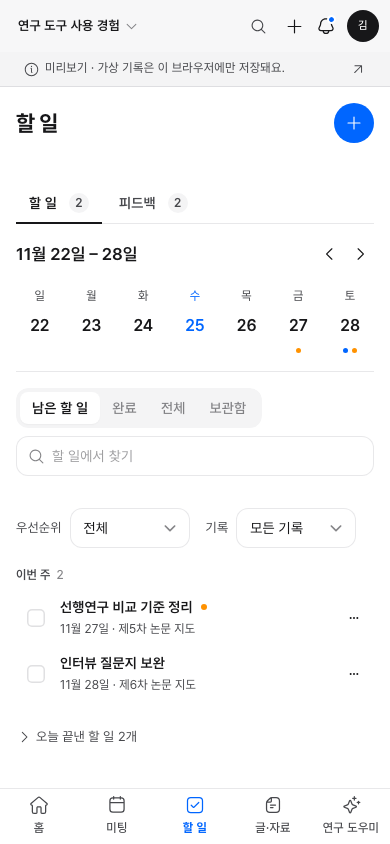 연구 도구 사용 경험
김
미리보기 · 가상 기록은 이 브라우저에만 저장돼요.
할 일
할 일 2 피드백 2
11월 22일 – 28일
일 월 화 수 목 금 토
22 23 24 25 26 27 28
남은 할 일 완료 전체 보관함
할 일에서 찾기
우선순위 전체 기록 모든 기록
이번 주 2
선행연구 비교 기준 정리
11월 27일 · 제5차 논문 지도
인터뷰 질문지 보완
11월 28일 · 제6차 논문 지도
오늘 끝낸 할 일 2개
홈 미팅 할 일 글·자료 연구 도우미